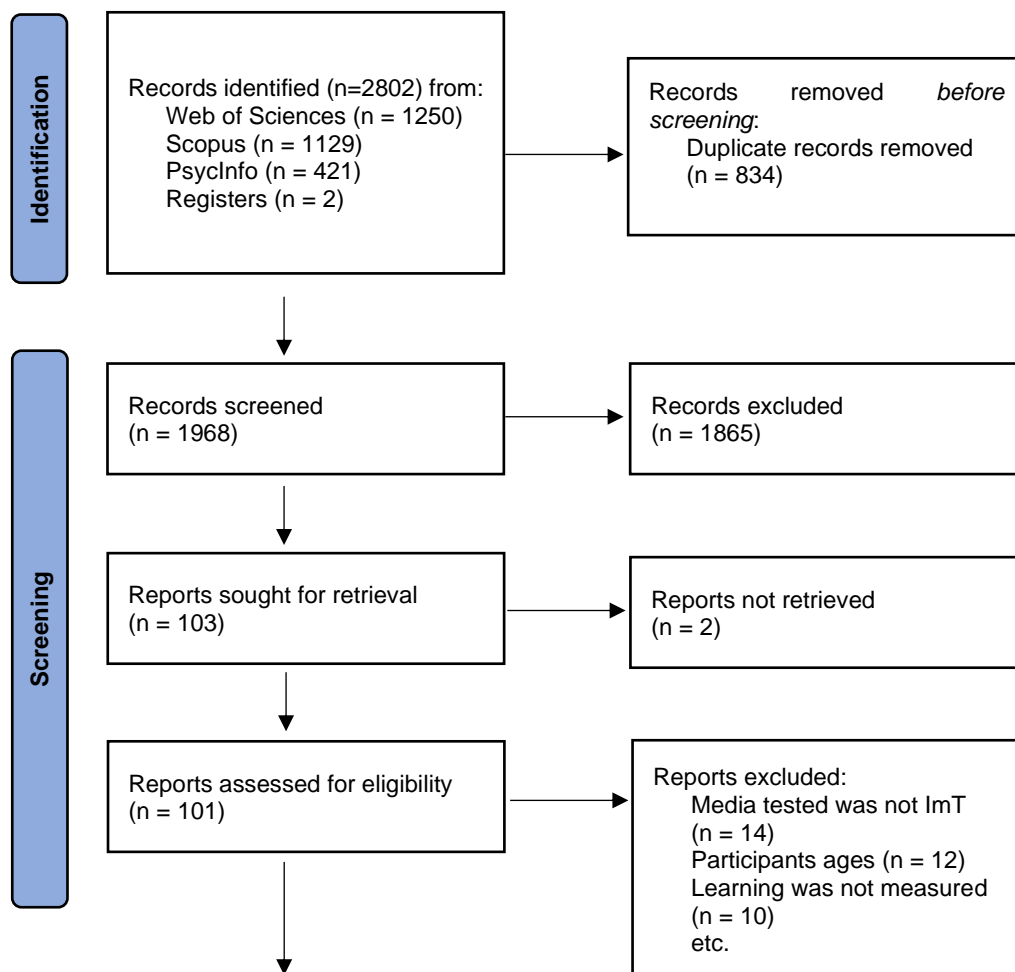 Identification
Records identified (n=2802) from:
Web of Sciences (n = 1250)
Scopus (n = 1129)
PsycInfo (n = 421)
Registers (n = 2)
Records removed before
screening:
Duplicate records removed
(n = 834)
Screening
Records screened
(n = 1968)
Records excluded
(n = 1865)
Reports sought for retrieval
(n = 103)
Reports not retrieved
(n = 2)
Reports assessed for eligibility
(n = 101)
Reports excluded:
Media tested was not ImT
(n = 14)
Participants ages (n = 12)
Learning was not measured
(n = 10)
etc.